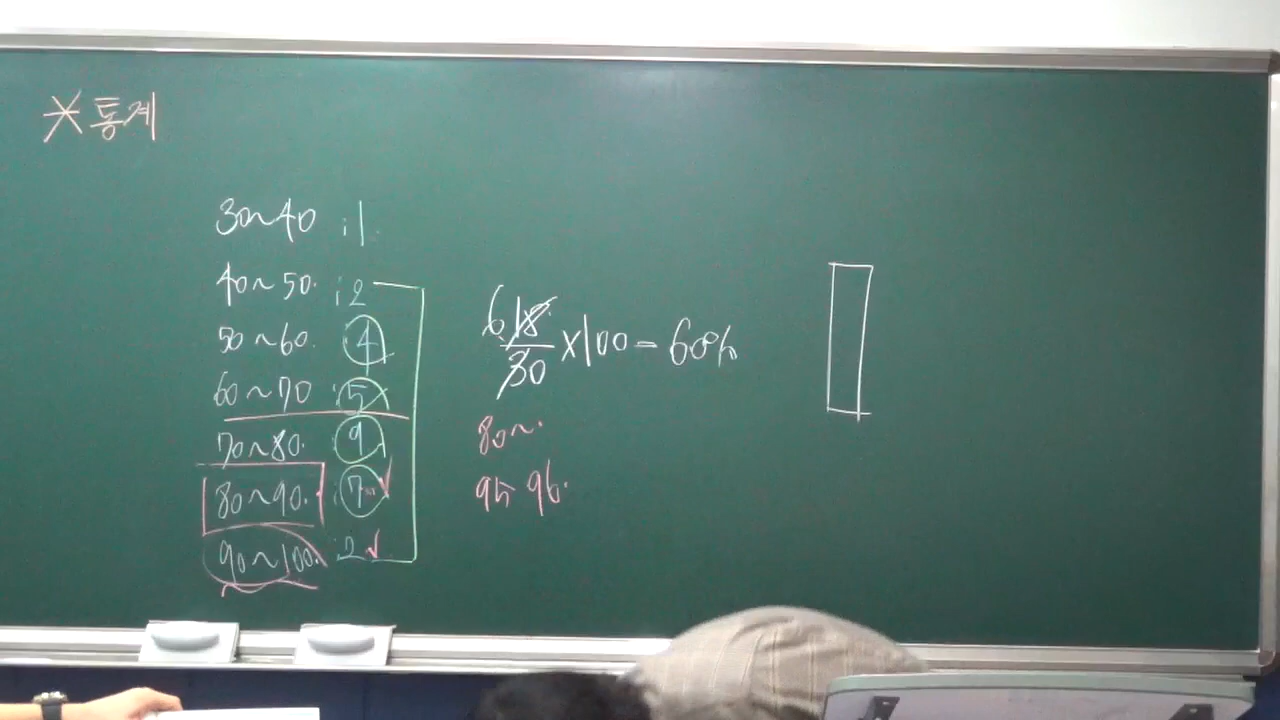 * 통계
30~40 : 1
40~50. : 2
50~60. 4
60~70 : 5
70~80. : 9
80~90. : 7
90~100. : 2
6 18/30 ×100 = 60%
80~.
95 96.